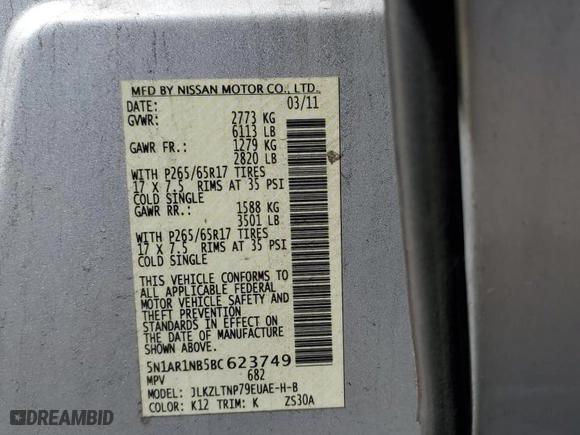 MFD BY NISSAN MOTOR CO., LTD.
DATE: 03/11
GVWR: 2773 KG
6113 LB
GAWR FR.: 1279 KG
2820 LB
WITH P265/65R17 TIRES
17 X 7.5 RIMS AT 35 PSI
COLD SINGLE
GAWR RR.: 1588 KG
3501 LB
WITH P265/65R17 TIRES
17 X 7.5 RIMS AT 35 PSI
COLD SINGLE
THIS VEHICLE CONFORMS TO
ALL APPLICABLE FEDERAL
MOTOR VEHICLE SAFETY AND
THEFT PREVENTION
STANDARDS IN EFFECT ON
THE DATE OF MANUFACTURE
SHOWN ABOVE.
5N1AR1NB5BC623749
MPV 682
MODEL: JLKZLTNP79EUAE-H-B
COLOR: K12 TRIM: K ZS30A
DREAMBID